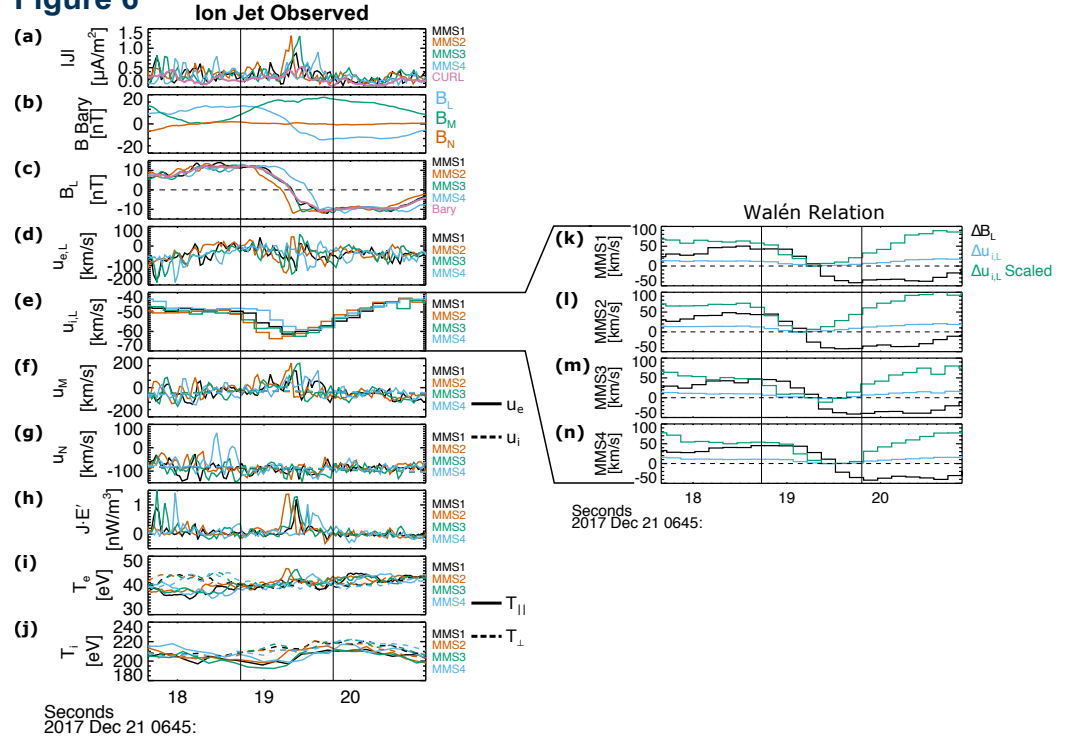 Figure 6
Ion Jet Observed
(a)
|J|
[μA/m²]
1.5
1.0
0.5
0.0
MMS1
MMS2
MMS3
MMS4
CURL
(b)
B Bary
[nT]
20
0
-20
B_L
B_M
B_N
(c)
B_L
[nT]
10
0
-10
MMS1
MMS2
MMS3
MMS4
Bary
(d)
u_e,L
[km/s]
100
0
-100
-200
MMS1
MMS2
MMS3
MMS4
(e)
u_i,L
[km/s]
-40
-50
-60
-70
MMS1
MMS2
MMS3
MMS4
(f)
u_M
[km/s]
200
0
-200
MMS1
MMS2
MMS3
MMS4
u_e
(g)
u_N
[km/s]
100
0
-100
MMS1
MMS2
MMS3
MMS4
u_i
(h)
J·E′
[nW/m³]
1
0
MMS1
MMS2
MMS3
MMS4
(i)
T_e
[eV]
50
40
30
MMS1
MMS2
MMS3
MMS4
T_||
(j)
T_i
[eV]
240
220
200
180
MMS1
MMS2
MMS3
MMS4
T_⊥
18 19 20
Seconds
2017 Dec 21 0645:
Walén Relation
(k)
MMS1
[km/s]
100
50
0
-50
ΔB_L
Δu_i,L
Δu_i,L Scaled
(l)
MMS2
[km/s]
100
50
0
-50
(m)
MMS3
[km/s]
100
50
0
-50
(n)
MMS4
[km/s]
100
50
0
-50
18 19 20
Seconds
2017 Dec 21 0645: